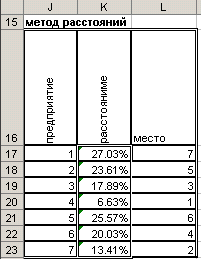 J K L
15 метод расстояний
16 предприятие расстояниме место
17 1 27.03% 7
18 2 23.61% 5
19 3 17.89% 3
20 4 6.63% 1
21 5 25.57% 6
22 6 20.03% 4
23 7 13.41% 2